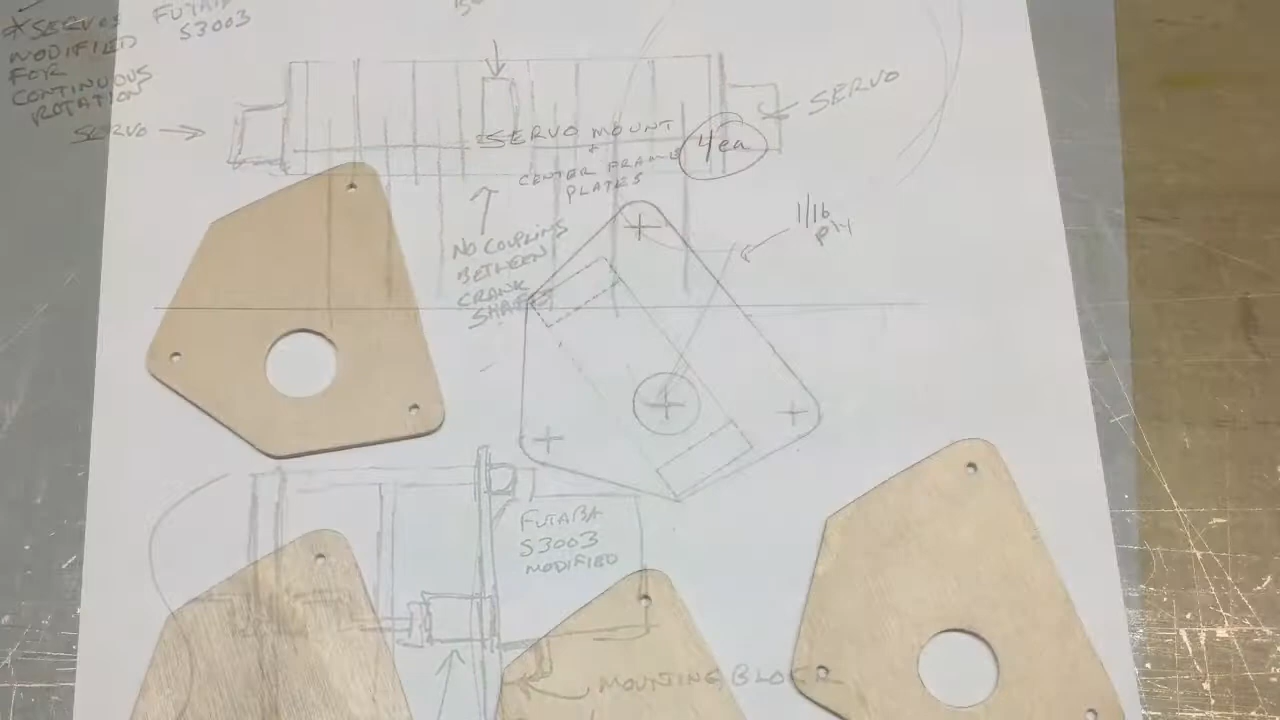 * SERVOS
MODIFIED
FOR
CONTINUOUS
ROTATION
FUTABA
S3003
SERVO
SERVO
SERVO MOUNT
+
CENTER FRAME
PLATES
4ea
NO COUPLING
BETWEEN
CRANK
SHAFTS
1/16
ply
FUTABA
S3003
MODIFIED
MOUNTING BLOCK